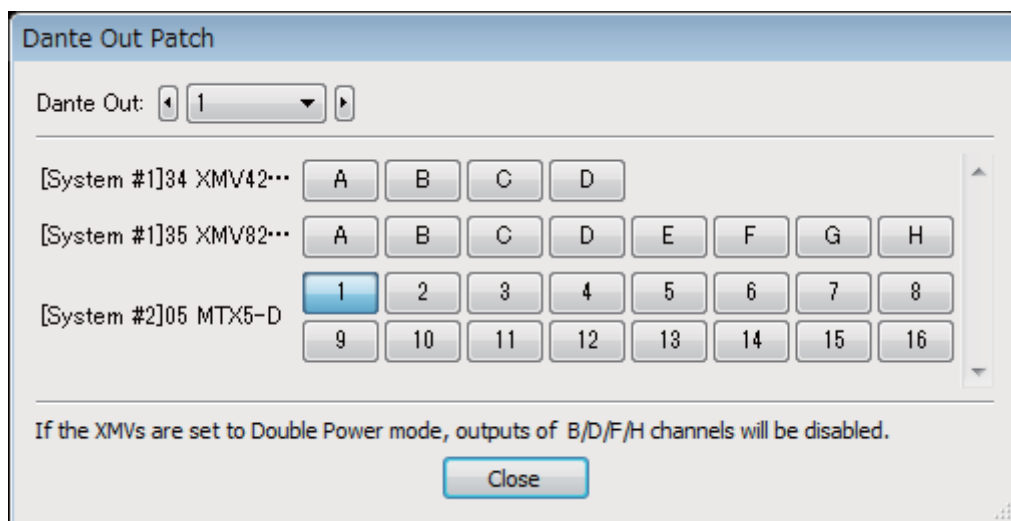 Dante Out Patch
Dante Out: 1
[System #1]34 XMV42… A B C D
[System #1]35 XMV82… A B C D E F G H
[System #2]05 MTX5-D
1 2 3 4 5 6 7 8
9 10 11 12 13 14 15 16
If the XMVs are set to Double Power mode, outputs of B/D/F/H channels will be disabled.
Close